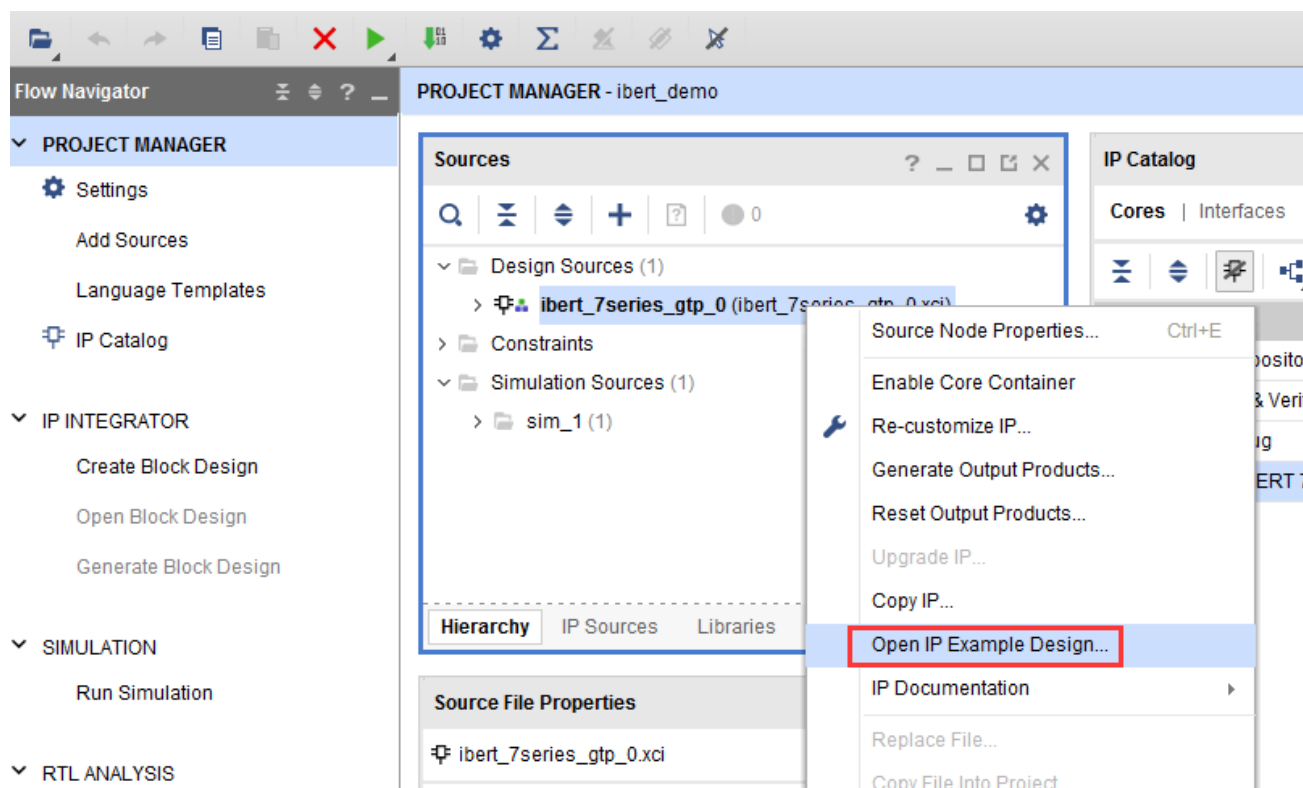 Flow Navigator
?
PROJECT MANAGER - ibert_demo
PROJECT MANAGER
Settings
Add Sources
Language Templates
IP Catalog
IP INTEGRATOR
Create Block Design
Open Block Design
Generate Block Design
SIMULATION
Run Simulation
RTL ANALYSIS
Sources
?
? 0
Design Sources (1)
ibert_7series_gtp_0 (ibert_7series_gtp_0.xci)
Constraints
Simulation Sources (1)
sim_1 (1)
Hierarchy IP Sources Libraries
Source File Properties
ibert_7series_gtp_0.xci
Source Node Properties... Ctrl+E
Enable Core Container
Re-customize IP...
Generate Output Products...
Reset Output Products...
Upgrade IP...
Copy IP...
Open IP Example Design...
IP Documentation
Replace File...
Copy File Into Project
IP Catalog
Cores | Interfaces